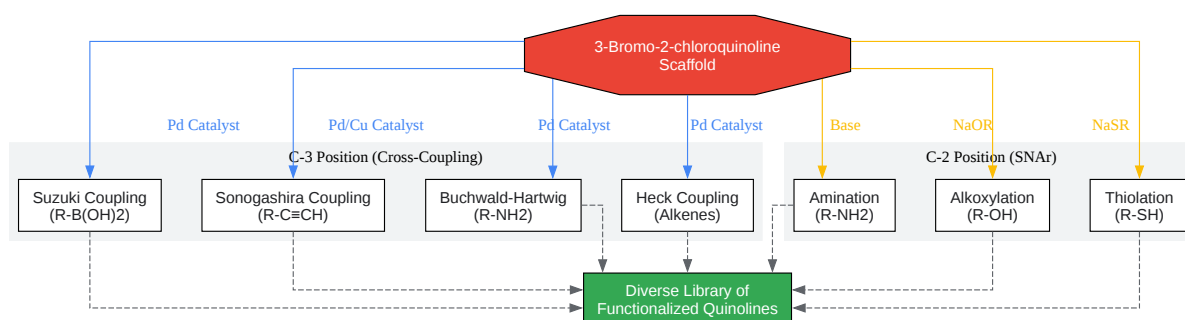 3-Bromo-2-chloroquinoline
Scaffold
Pd Catalyst
Pd/Cu Catalyst
Pd Catalyst
Pd Catalyst
Base
NaOR
NaSR
C-3 Position (Cross-Coupling)
C-2 Position (SNAr)
Suzuki Coupling
(R-B(OH)2)
Sonogashira Coupling
(R-C≡CH)
Buchwald-Hartwig
(R-NH2)
Heck Coupling
(Alkenes)
Amination
(R-NH2)
Alkoxylation
(R-OH)
Thiolation
(R-SH)
Diverse Library of
Functionalized Quinolines